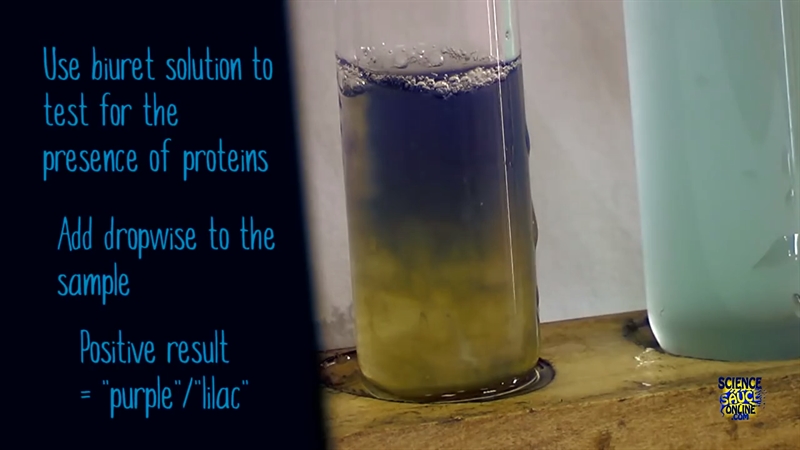 Use biuret solution to
test for the
presence of proteins
Add dropwise to the
sample
Positive result
= "purple"/"lilac"
SCIENCE
SAUCE
ONLINE
.COM